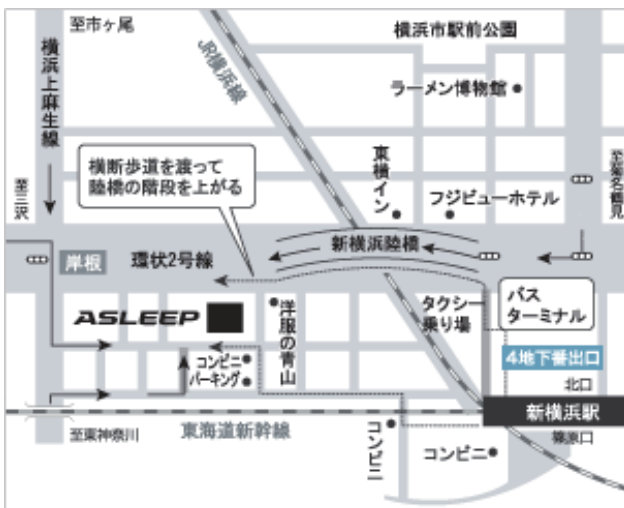 至市ヶ尾
横浜上麻生線
JR横浜線
横浜市駅前公園
ラーメン博物館
横断歩道を渡って
陸橋の階段を上がる
至三沢
東横イン
フジビューホテル
至菊名鶴見
岸根
環状2号線
新横浜陸橋
ASLEEP
洋服の青山
タクシー
乗り場
バス
ターミナル
4地下番出口
コンビニ
パーキング
北口
新横浜駅
至東神奈川
東海道新幹線
コンビニ
コンビニ
篠原口